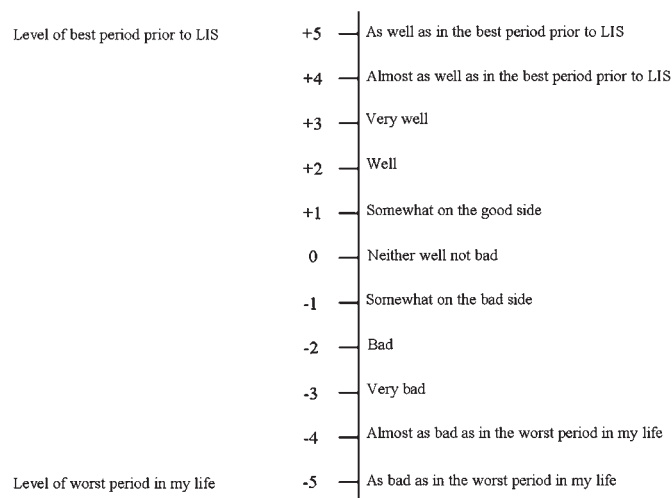 Level of best period prior to LIS +5 As well as in the best period prior to LIS
+4 Almost as well as in the best period prior to LIS
+3 Very well
+2 Well
+1 Somewhat on the good side
0 Neither well not bad
-1 Somewhat on the bad side
-2 Bad
-3 Very bad
-4 Almost as bad as in the worst period in my life
Level of worst period in my life -5 As bad as in the worst period in my life